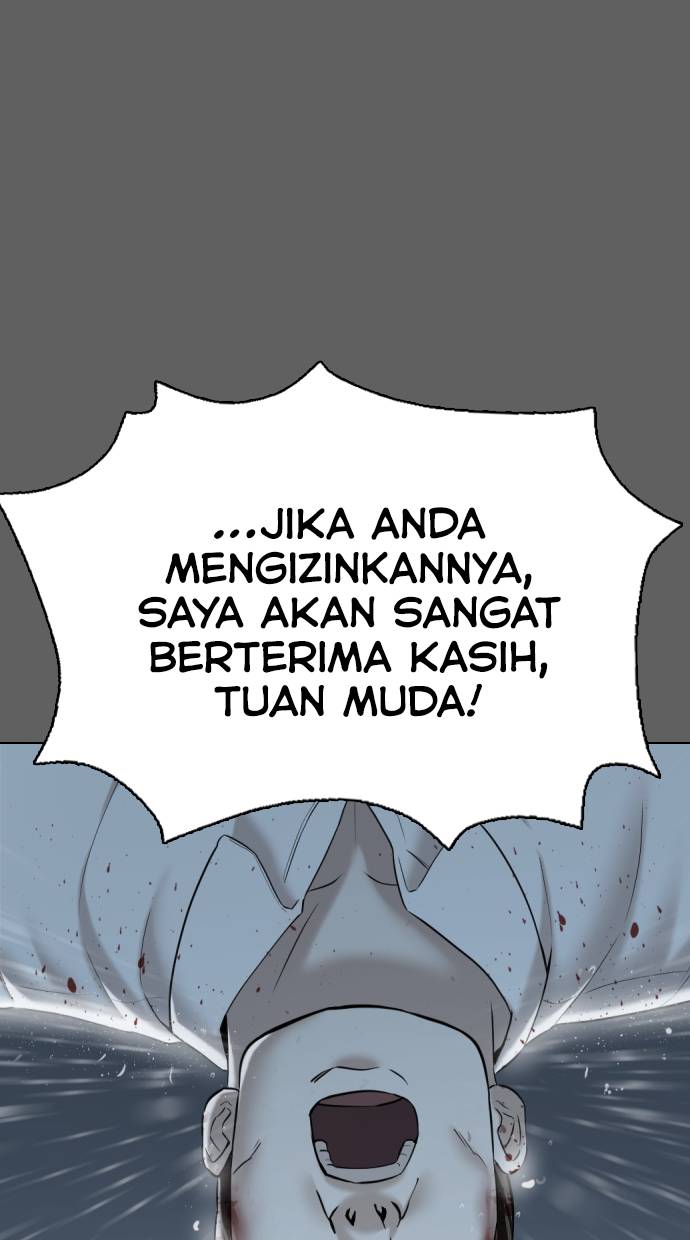 ...JIKA ANDA
MENGIZINKANNYA,
SAYA AKAN SANGAT
BERTERIMA KASIH,
TUAN MUDA!